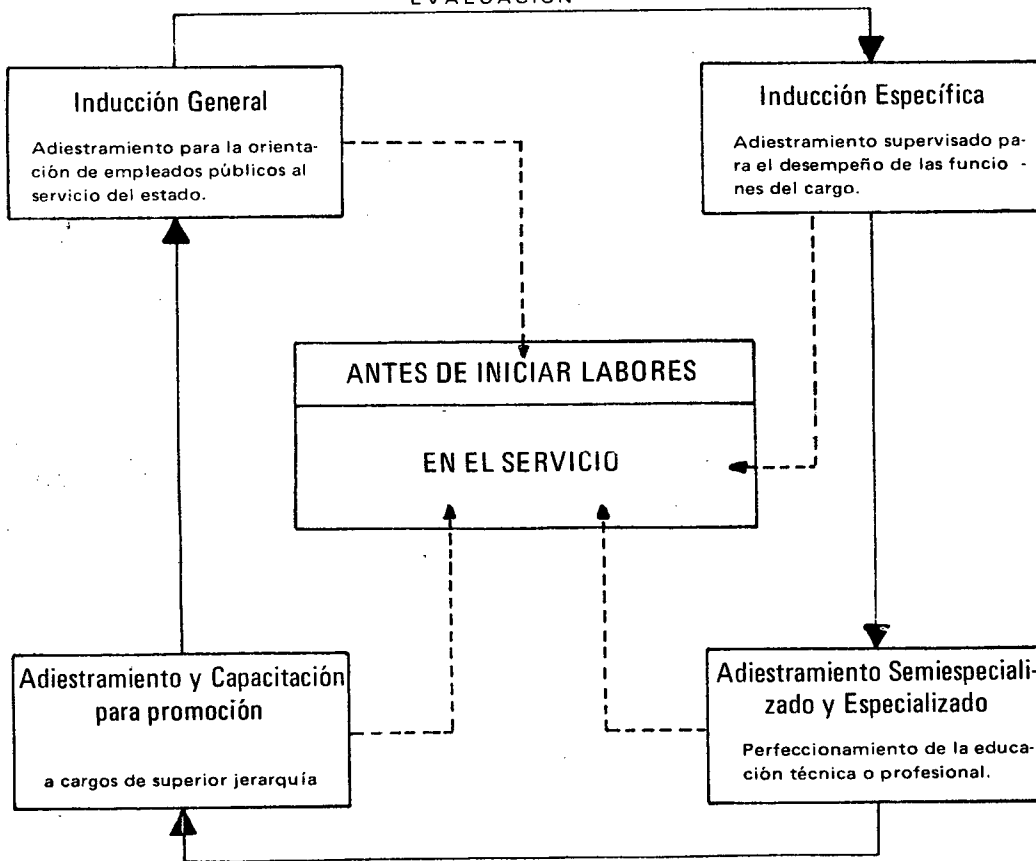 EVALUACIÓN
Inducción General
Adiestramiento para la orienta-
ción de empleados públicos al
servicio del estado.
Inducción Específica
Adiestramiento supervisado pa-
ra el desempeño de las funcio -
nes del cargo.
ANTES DE INICIAR LABORES
EN EL SERVICIO
Adiestramiento y Capacitación
para promoción
a cargos de superior jerarquía
Adiestramiento Semiespeciali-
zado y Especializado
Perfeccionamiento de la educa-
ción técnica o profesional.